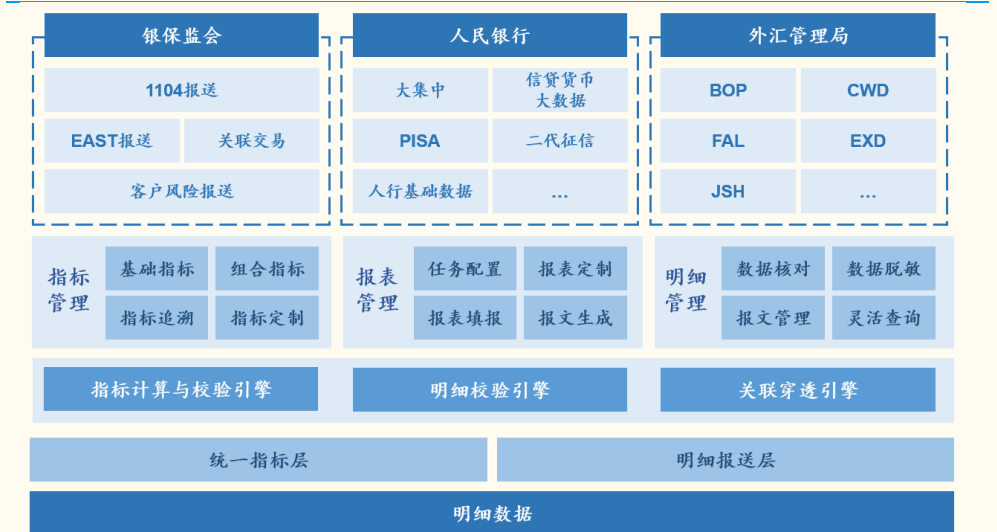 银保监会
人民银行
外汇管理局
1104报送
大集中
信贷货币
大数据
BOP
CWD
EAST报送
关联交易
PISA
二代征信
FAL
EXD
客户风险报送
人行基础数据
...
JSH
...
指标
管理
基础指标
组合指标
指标追溯
指标定制
报表
管理
任务配置
报表定制
报表填报
报文生成
明细
管理
数据核对
数据脱敏
报文管理
灵活查询
指标计算与校验引擎
明细校验引擎
关联穿透引擎
统一指标层
明细报送层
明细数据